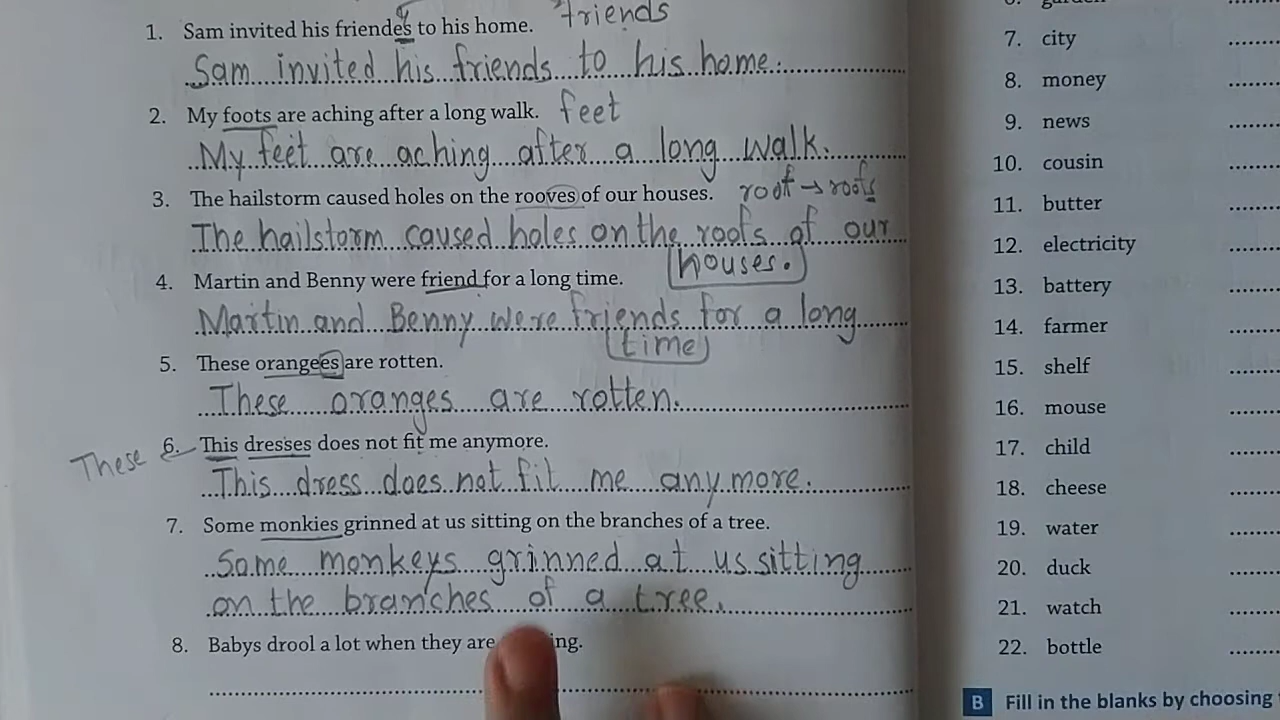 1. Sam invited his friendes to his home. friends
Sam invited his friends to his home.
2. My foots are aching after a long walk. feet
My feet are aching after a long walk.
3. The hailstorm caused holes on the rooves of our houses. roof → roofs
The hailstorm caused holes on the roofs of our
houses.
4. Martin and Benny were friend for a long time.
Martin and Benny were friends for a long
time
5. These orangees are rotten.
These oranges are rotten.
These 6. This dresses does not fit me anymore.
This dress does not fit me anymore.
7. Some monkies grinned at us sitting on the branches of a tree.
Some monkeys grinned at us sitting
on the branches of a tree.
8. Babys drool a lot when they are
7. city
8. money
9. news
10. cousin
11. butter
12. electricity
13. battery
14. farmer
15. shelf
16. mouse
17. child
18. cheese
19. water
20. duck
21. watch
22. bottle
B Fill in the blanks by choosing